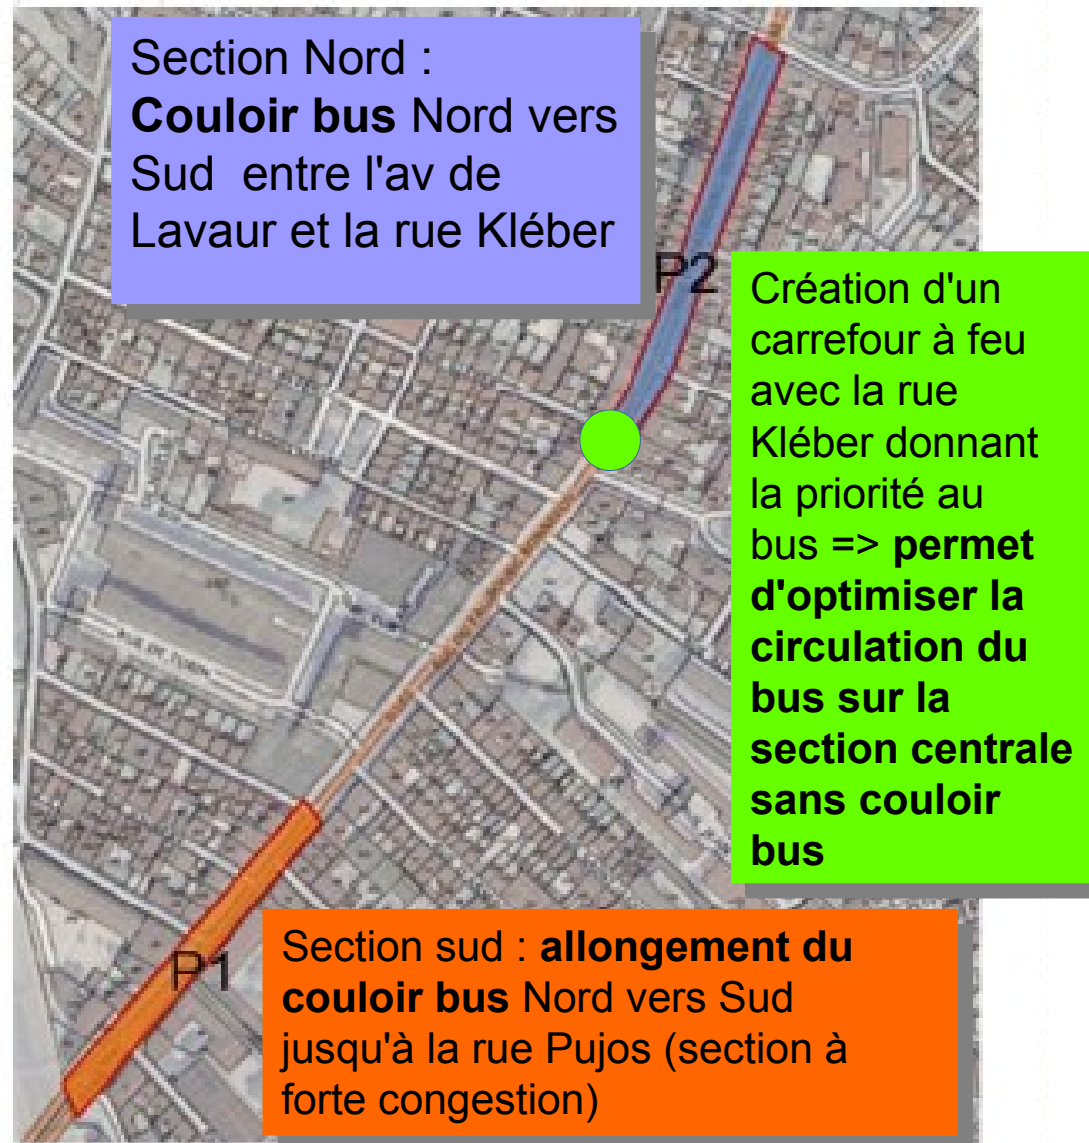 Section Nord :
Couloir bus Nord vers
Sud entre l'av de
Lavaur et la rue Kléber
P2
Création d'un
carrefour à feu
avec la rue
Kléber donnant
la priorité au
bus => permet
d'optimiser la
circulation du
bus sur la
section centrale
sans couloir
bus
P1
Section sud : allongement du
couloir bus Nord vers Sud
jusqu'à la rue Pujos (section à
forte congestion)